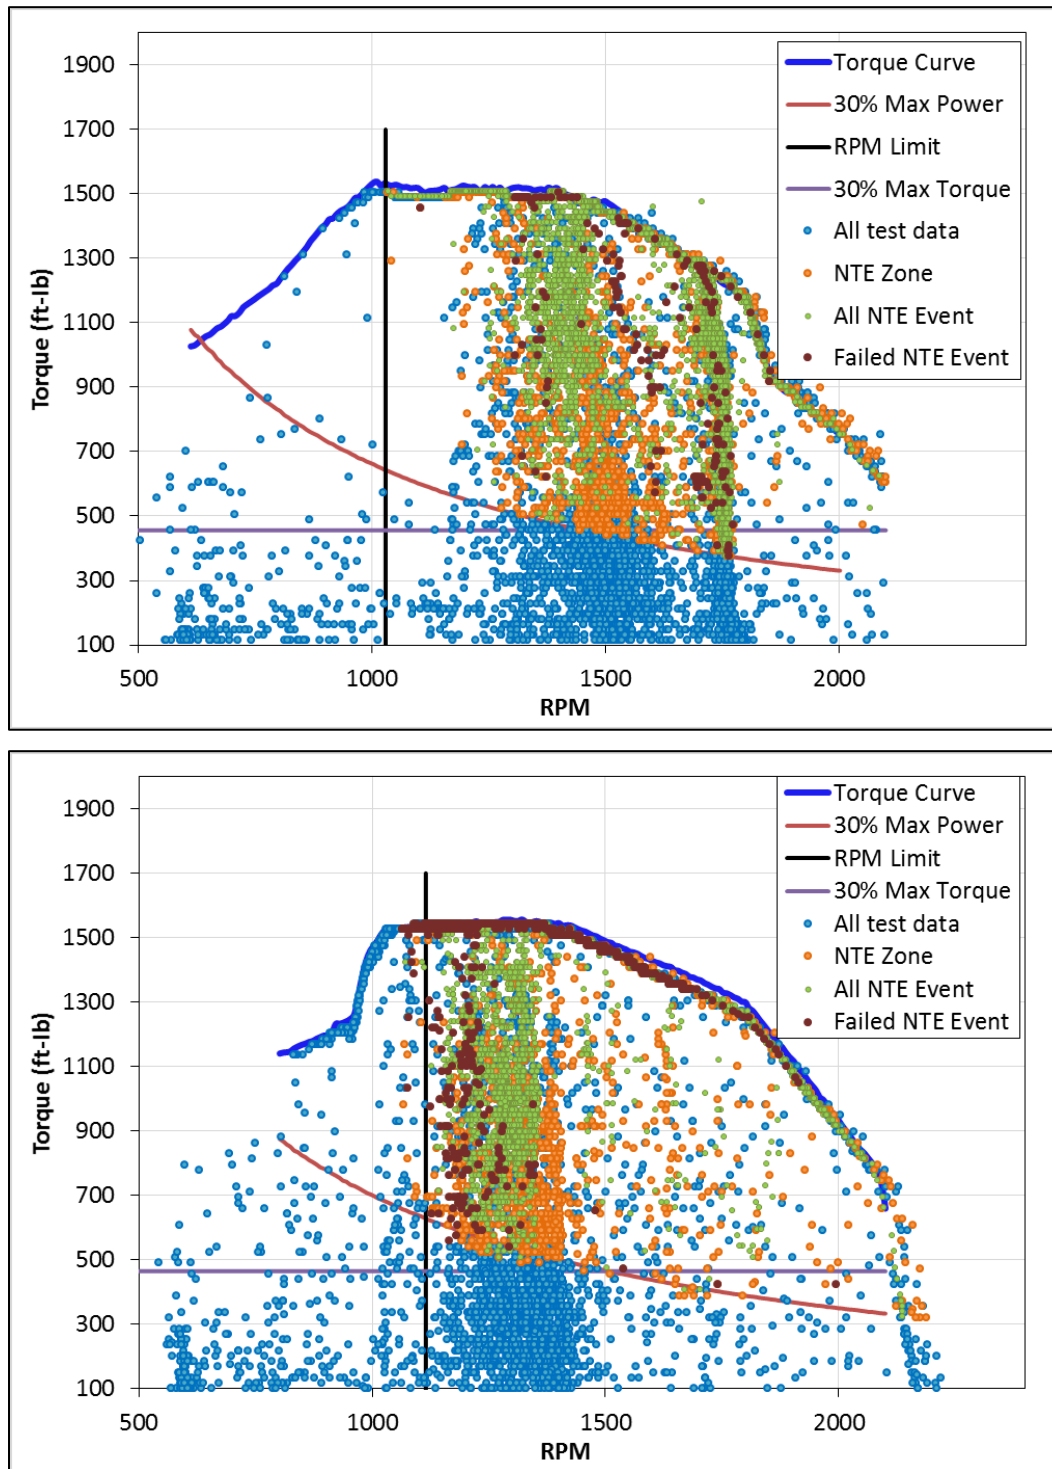 1900
1700
1500
1300
1100
900
700
500
300
100
Torque (ft-lb)
500 1000 1500 2000
RPM
Torque Curve
30% Max Power
RPM Limit
30% Max Torque
All test data
NTE Zone
All NTE Event
Failed NTE Event
1900
1700
1500
1300
1100
900
700
500
300
100
Torque (ft-lb)
500 1000 1500 2000
RPM
Torque Curve
30% Max Power
RPM Limit
30% Max Torque
All test data
NTE Zone
All NTE Event
Failed NTE Event